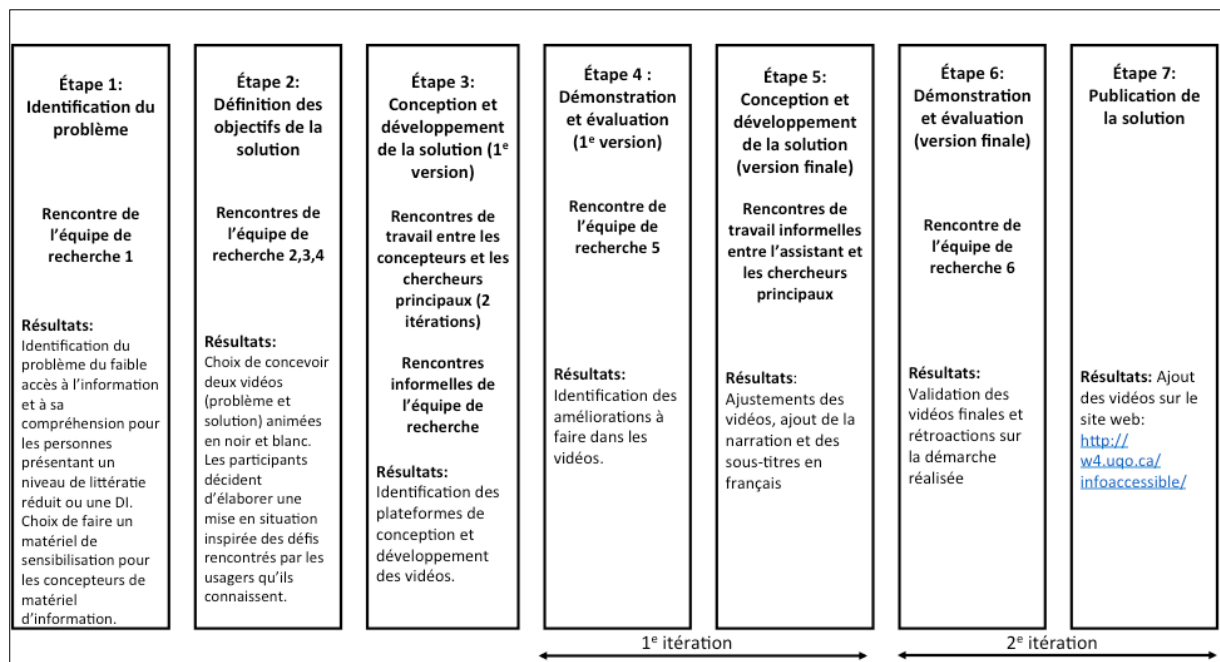 Étape 1:
Identification du
problème
Rencontre de
l’équipe de
recherche 1
Résultats:
Identification du
problème du faible
accès à l’information
et à sa
compréhension pour
les personnes
présentant un
niveau de littératie
réduit ou une DI.
Choix de faire un
matériel de
sensibilisation pour
les concepteurs de
matériel
d’information.
Étape 2:
Définition des
objectifs de la
solution
Rencontres de
l’équipe de
recherche 2,3,4
Résultats:
Choix de concevoir
deux vidéos
(problème et
solution) animées
en noir et blanc.
Les participants
décident
d’élaborer une
mise en situation
inspirée des défis
rencontrés par les
usagers qu’ils
connaissent.
Étape 3:
Conception et
développement
de la solution (1e
version)
Rencontres de
travail entre les
concepteurs et les
chercheurs
principaux (2
itérations)
Rencontres
informelles de
l’équipe de
recherche
Résultats:
Identification des
plateformes de
conception et
développement
des vidéos.
Étape 4 :
Démonstration
et évaluation
(1e version)
Rencontre de
l’équipe de
recherche 5
Résultats:
Identification des
améliorations à
faire dans les
vidéos.
Étape 5:
Conception et
développement
de la solution
(version finale)
Rencontres de
travail informelles
entre l’assistant et
les chercheurs
principaux
Résultats:
Ajustements des
vidéos, ajout de la
narration et des
sous-titres en
français
Étape 6:
Démonstration
et évaluation
(version finale)
Rencontre de
l’équipe de
recherche 6
Résultats:
Validation des
vidéos finales et
rétroactions sur
la démarche
réalisée
Étape 7:
Publication de
la solution
Résultats: Ajout
des vidéos sur le
site web:
http://
w4.uqo.ca/
infoaccessible/
1e itération
2e itération